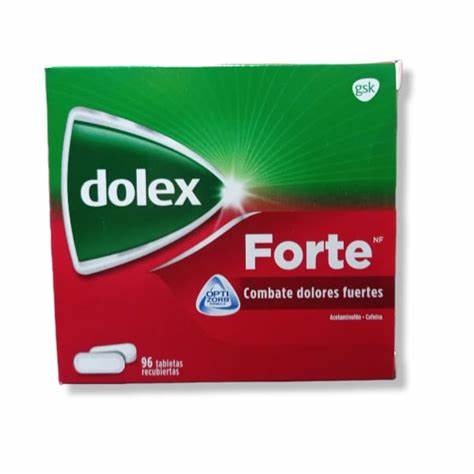 gsk
dolex
Forte NF
OPTI
ZORB
Combate dolores fuertes
Acetaminofén - Cafeína
96 tabletas
recubiertas